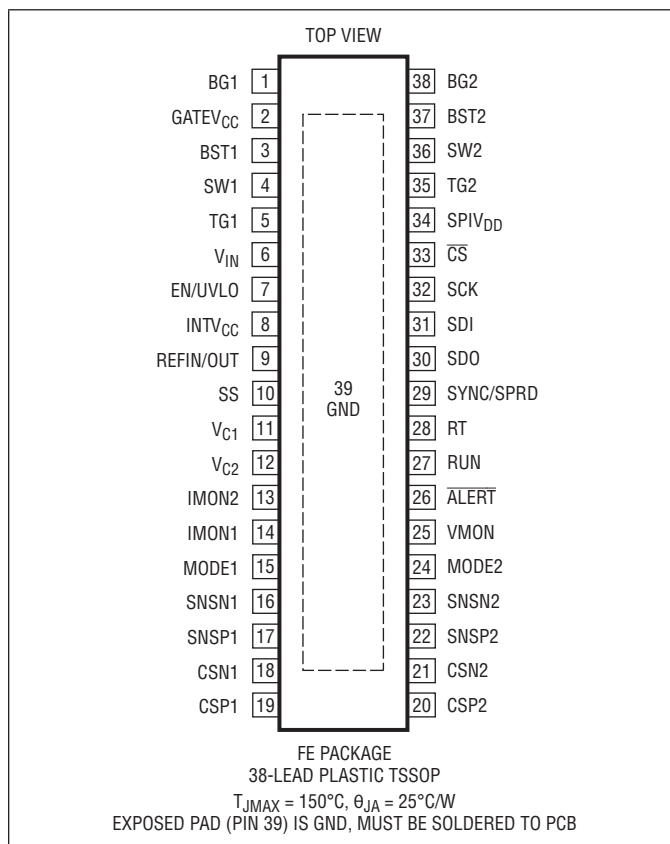 TOP VIEW
BG1 1 38 BG2
GATEVCC 2 37 BST2
BST1 3 36 SW2
SW1 4 35 TG2
TG1 5 34 SPIVDD
VIN 6 33 CS
EN/UVLO 7 32 SCK
INTVCC 8 31 SDI
REFIN/OUT 9 30 SDO
SS 10 29 SYNC/SPRD
VC1 11 28 RT
VC2 12 27 RUN
IMON2 13 26 ALERT
IMON1 14 25 VMON
MODE1 15 24 MODE2
SNSN1 16 23 SNSN2
SNSP1 17 22 SNSP2
CSN1 18 21 CSN2
CSP1 19 20 CSP2
39
GND
FE PACKAGE
38-LEAD PLASTIC TSSOP
TJMAX = 150°C, θJA = 25°C/W
EXPOSED PAD (PIN 39) IS GND, MUST BE SOLDERED TO PCB